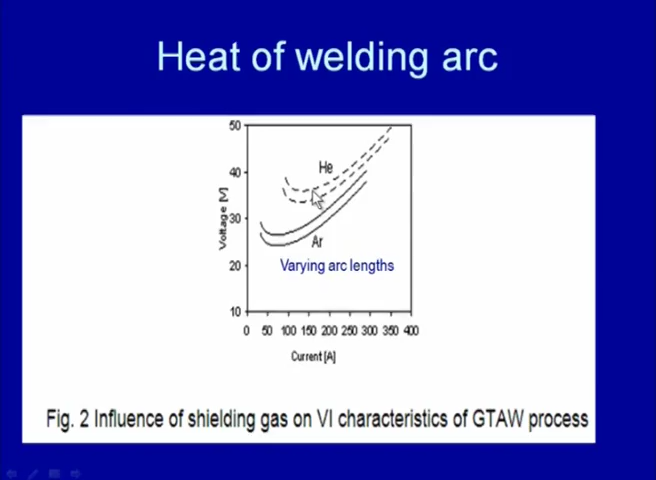 Heat of welding arc
50
40
30
20
10
Voltage [V]
He
Ar
Varying arc lengths
0 50 100 150 200 250 300 350 400
Current [A]
Fig. 2 Influence of shielding gas on VI characteristics of GTAW process